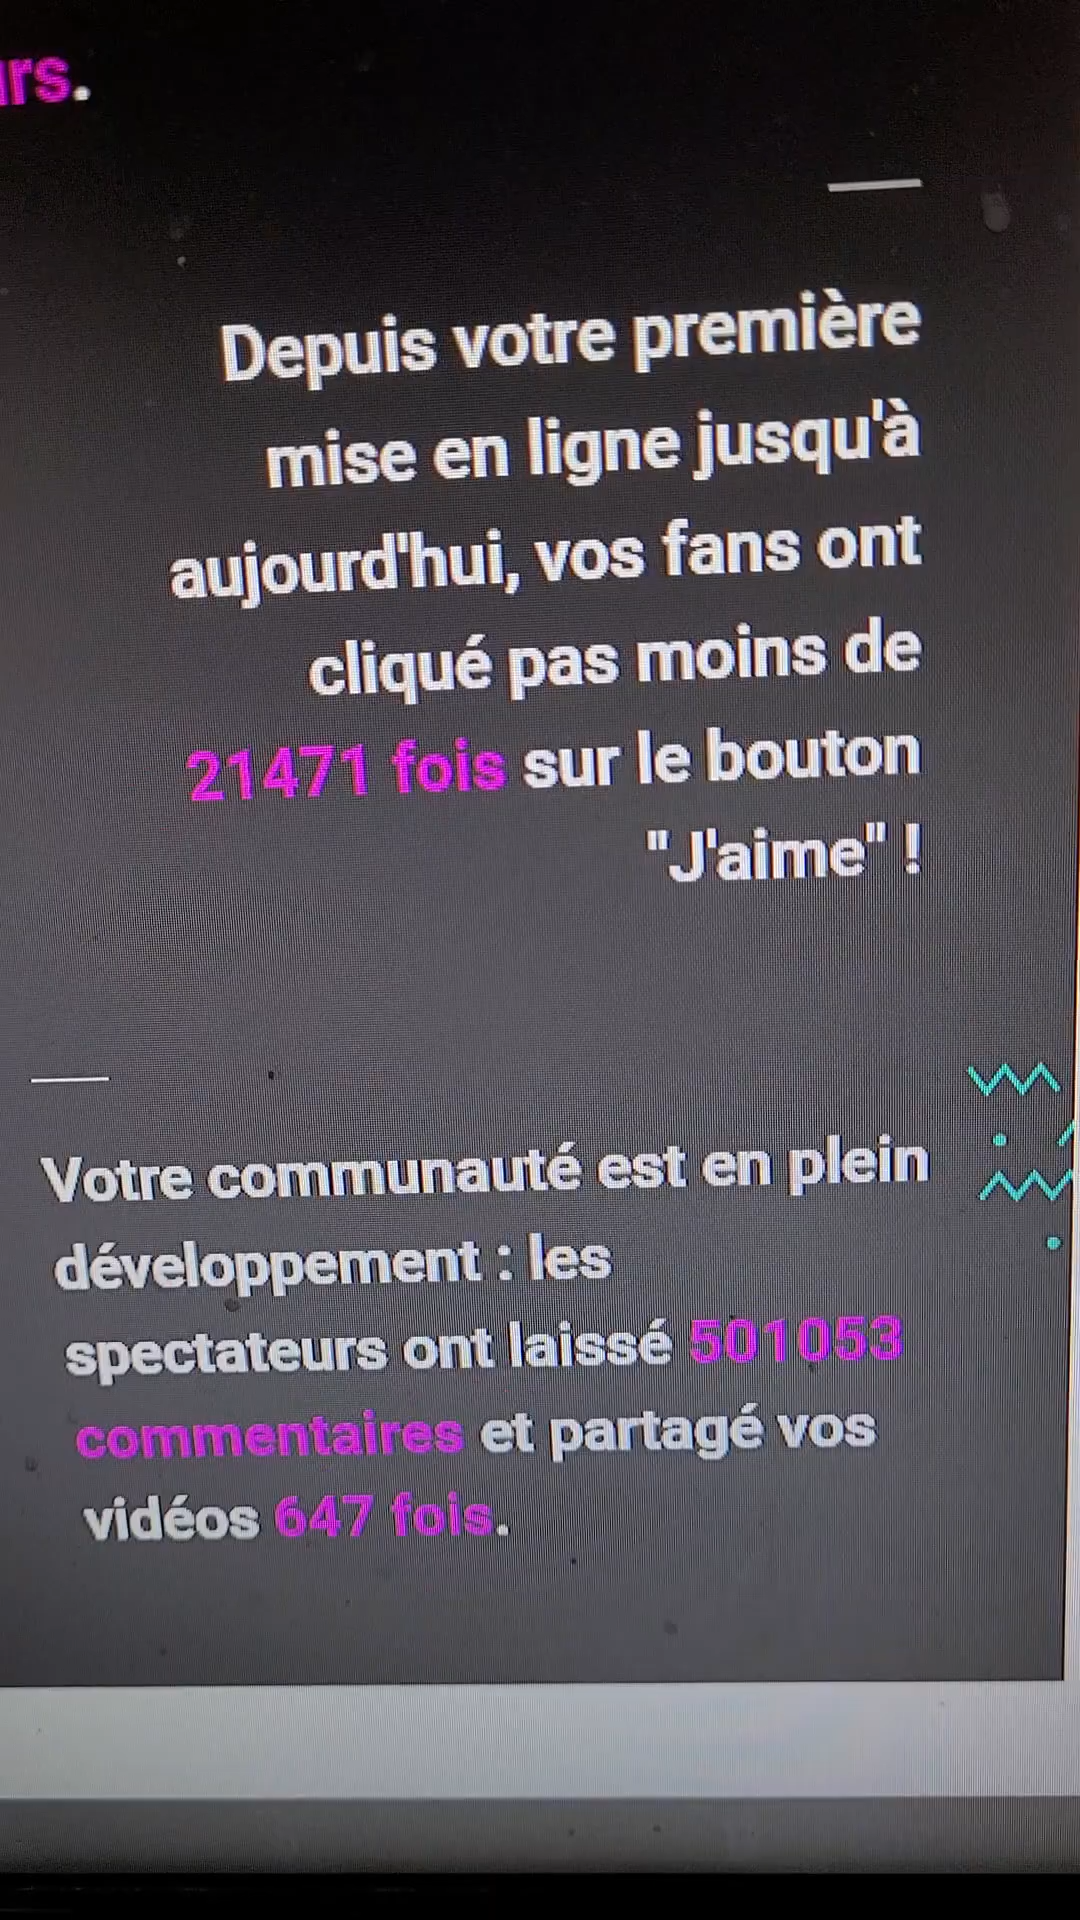 urs.
Depuis votre première
mise en ligne jusqu'à
aujourd'hui, vos fans ont
cliqué pas moins de
21471 fois sur le bouton
"J'aime" !
Votre communauté est en plein
développement : les
spectateurs ont laissé 501053
commentaires et partagé vos
vidéos 647 fois.